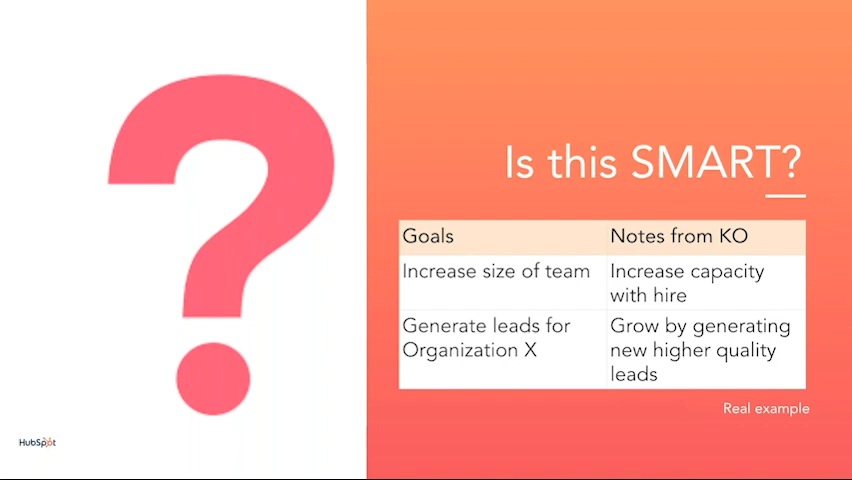 Is this SMART?
Goals
Notes from KO
Increase size of team
Increase capacity
with hire
Generate leads for
Organization X
Grow by generating
new higher quality
leads
Real example
HubSpot